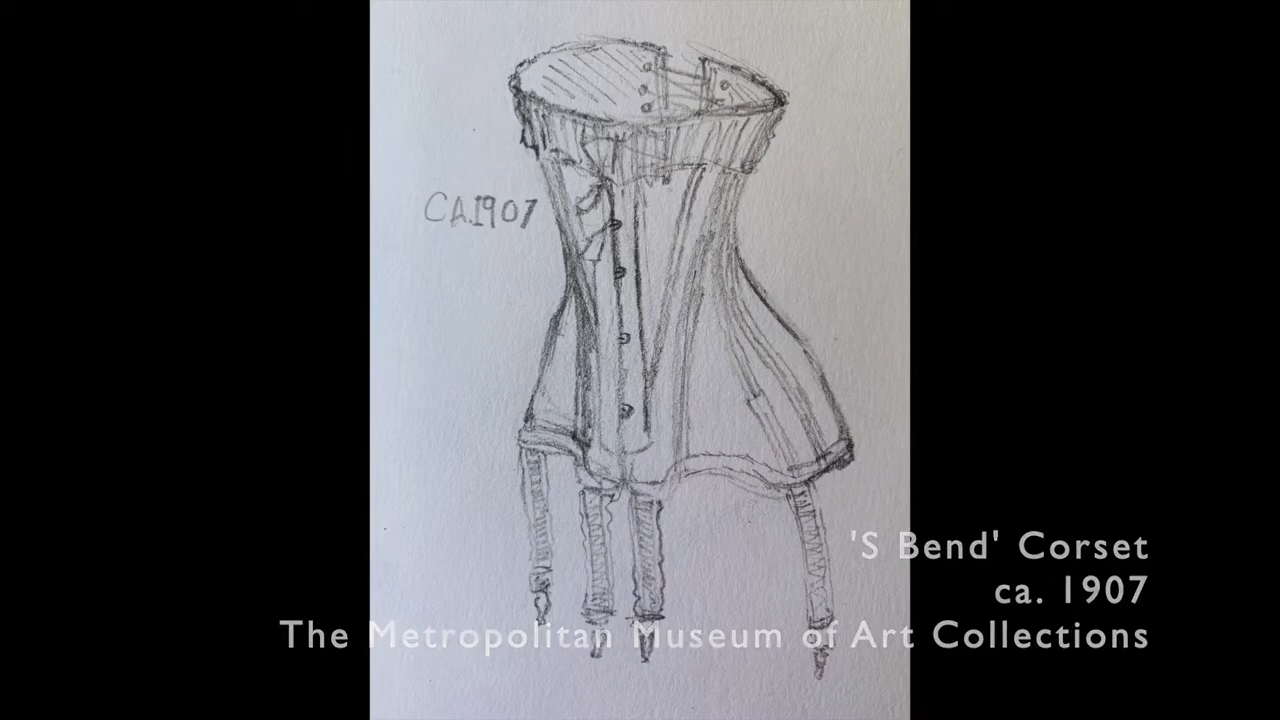 CA.1907
'S Bend' Corset
ca. 1907
The Metropolitan Museum of Art Collections